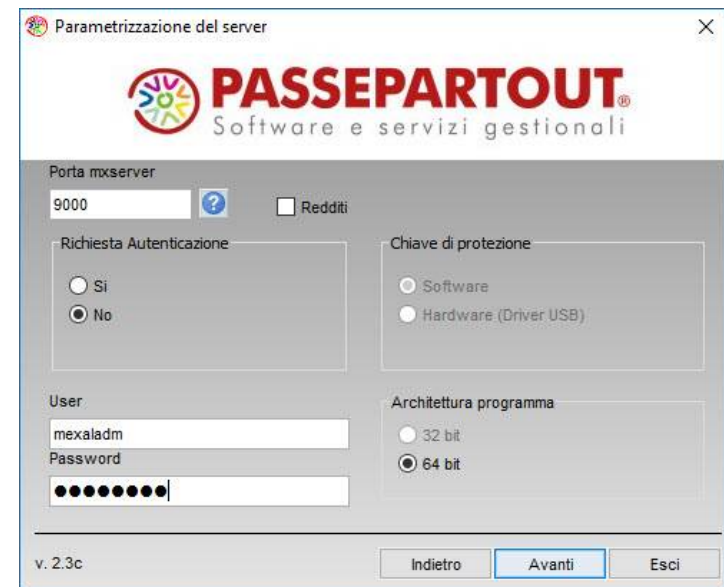 Parametrizzazione del server
PASSEPARTOUT®
Software e servizi gestionali
Porta mxserver
9000
? Redditi
Richiesta Autenticazione
Si
No
Chiave di protezione
Software
Hardware (Driver USB)
User
mexaladm
Password
●●●●●●●●
Architettura programma
32 bit
64 bit
v. 2.3c
Indietro Avanti Esci